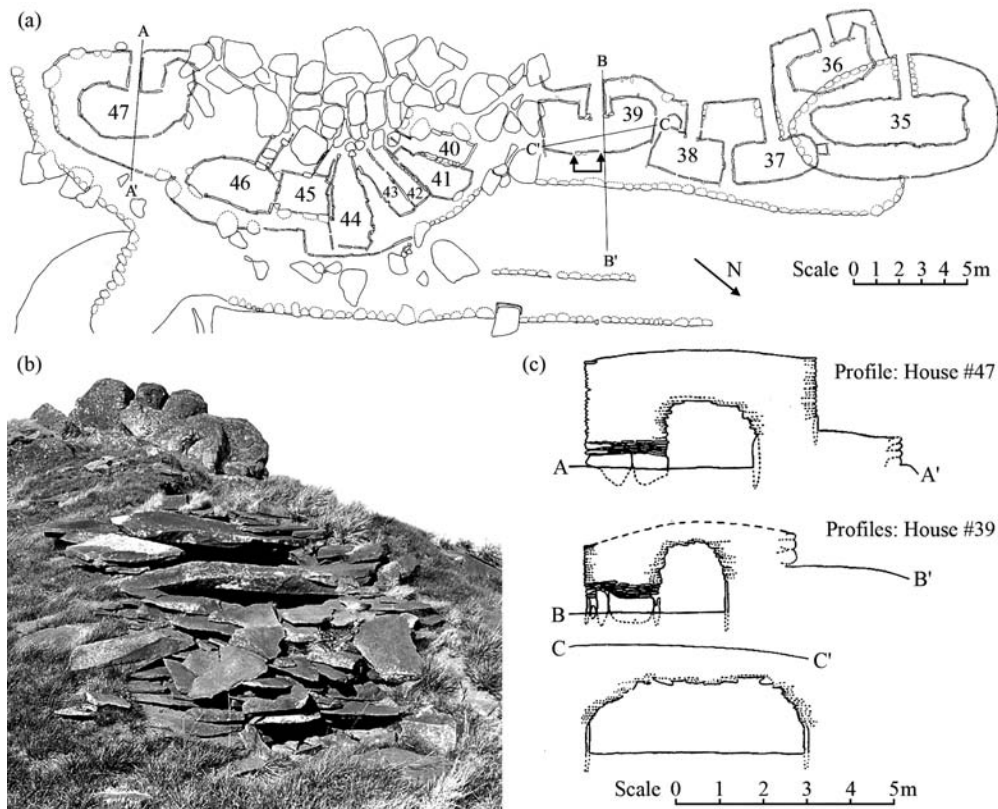 (a)
A
B
36
47
39
35
C
C'
40
38
37
46
45
41
43
42
44
A'
B'
N
Scale 0 1 2 3 4 5m
(b)
(c)
Profile: House #47
A
A'
Profiles: House #39
B
B'
C
C'
Scale 0 1 2 3 4 5m